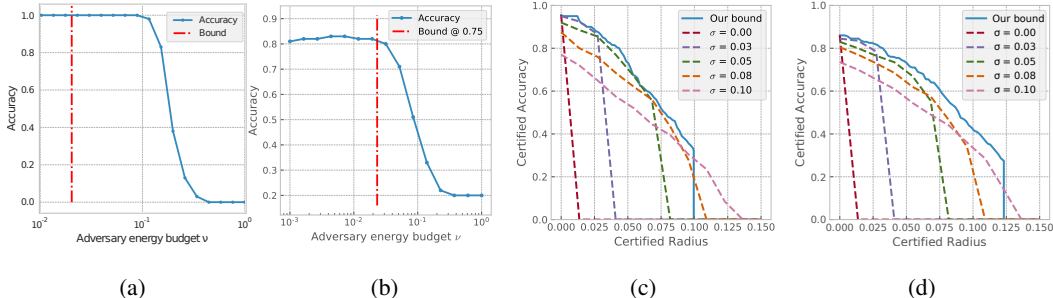 Accuracy
1.0
0.8
0.6
0.4
0.2
0.0
10⁻²
10⁻¹
10⁰
Adversary energy budget ν
Accuracy
Bound
(a)
Accuracy
0.9
0.8
0.7
0.6
0.5
0.4
0.3
0.2
10⁻³
10⁻²
10⁻¹
10⁰
Adversary energy budget ν
Accuracy
Bound @ 0.75
(b)
Certified Accuracy
1.0
0.8
0.6
0.4
0.2
0.0
0.000
0.025
0.050
0.075
0.100
0.125
0.150
Certified Radius
Our bound
σ = 0.00
σ = 0.03
σ = 0.05
σ = 0.08
σ = 0.10
(c)
Certified Accuracy
1.0
0.8
0.6
0.4
0.2
0.0
0.000
0.025
0.050
0.075
0.100
0.125
0.150
Certified Radius
Our bound
σ = 0.00
σ = 0.03
σ = 0.05
σ = 0.08
σ = 0.10
(d)